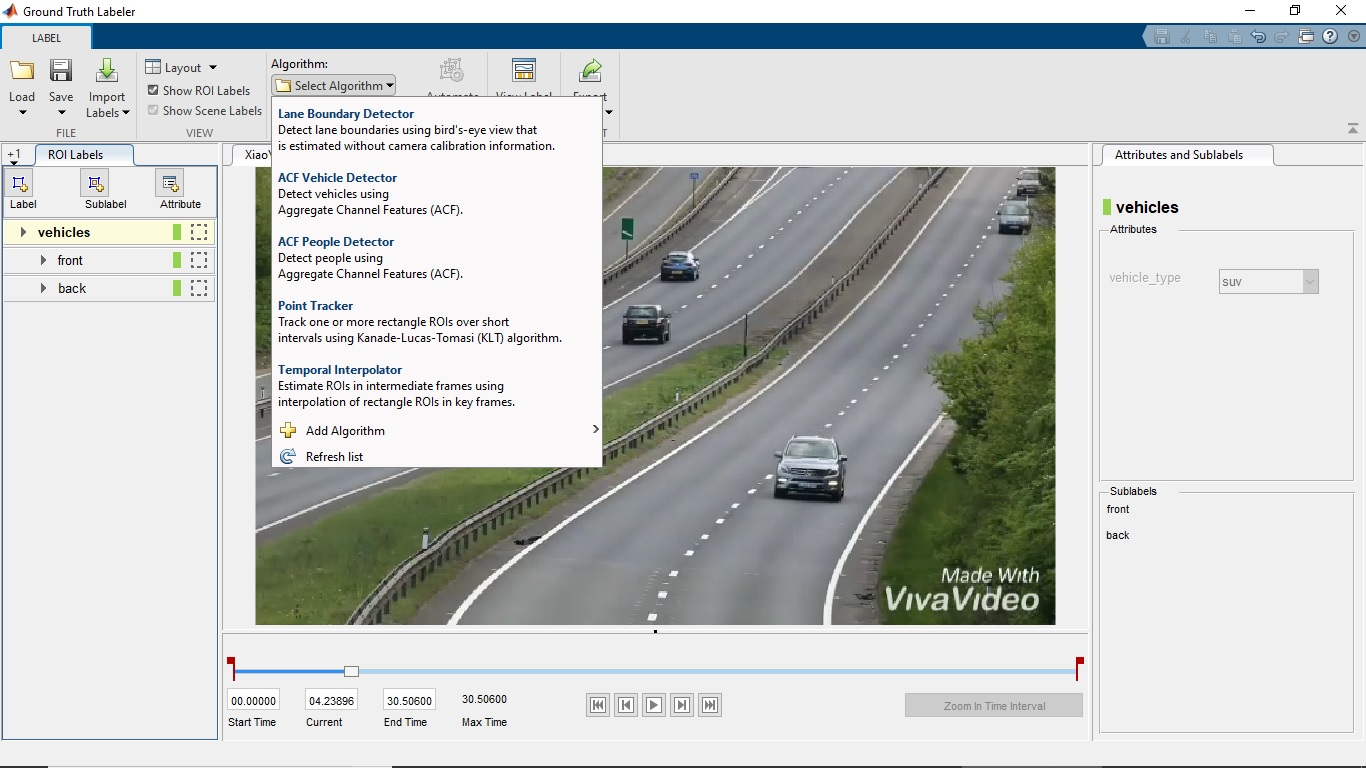 Ground Truth Labeler
LABEL
Load
Save
Import
Labels
FILE
Layout
Show ROI Labels
Show Scene Labels
VIEW
Algorithm:
Select Algorithm
Automate
View Label
Export
Lane Boundary Detector
Detect lane boundaries using bird's-eye view that
is estimated without camera calibration information.
ACF Vehicle Detector
Detect vehicles using
Aggregate Channel Features (ACF).
ACF People Detector
Detect people using
Aggregate Channel Features (ACF).
Point Tracker
Track one or more rectangle ROIs over short
intervals using Kanade-Lucas-Tomasi (KLT) algorithm.
Temporal Interpolator
Estimate ROIs in intermediate frames using
interpolation of rectangle ROIs in key frames.
Add Algorithm
Refresh list
+1
ROI Labels
Label
Sublabel
Attribute
vehicles
front
back
Made With
VivaVideo
00.00000
04.23896
30.50600
30.50600
Start Time
Current
End Time
Max Time
Zoom In Time Interval
Attributes and Sublabels
vehicles
Attributes
vehicle_type
suv
Sublabels
front
back